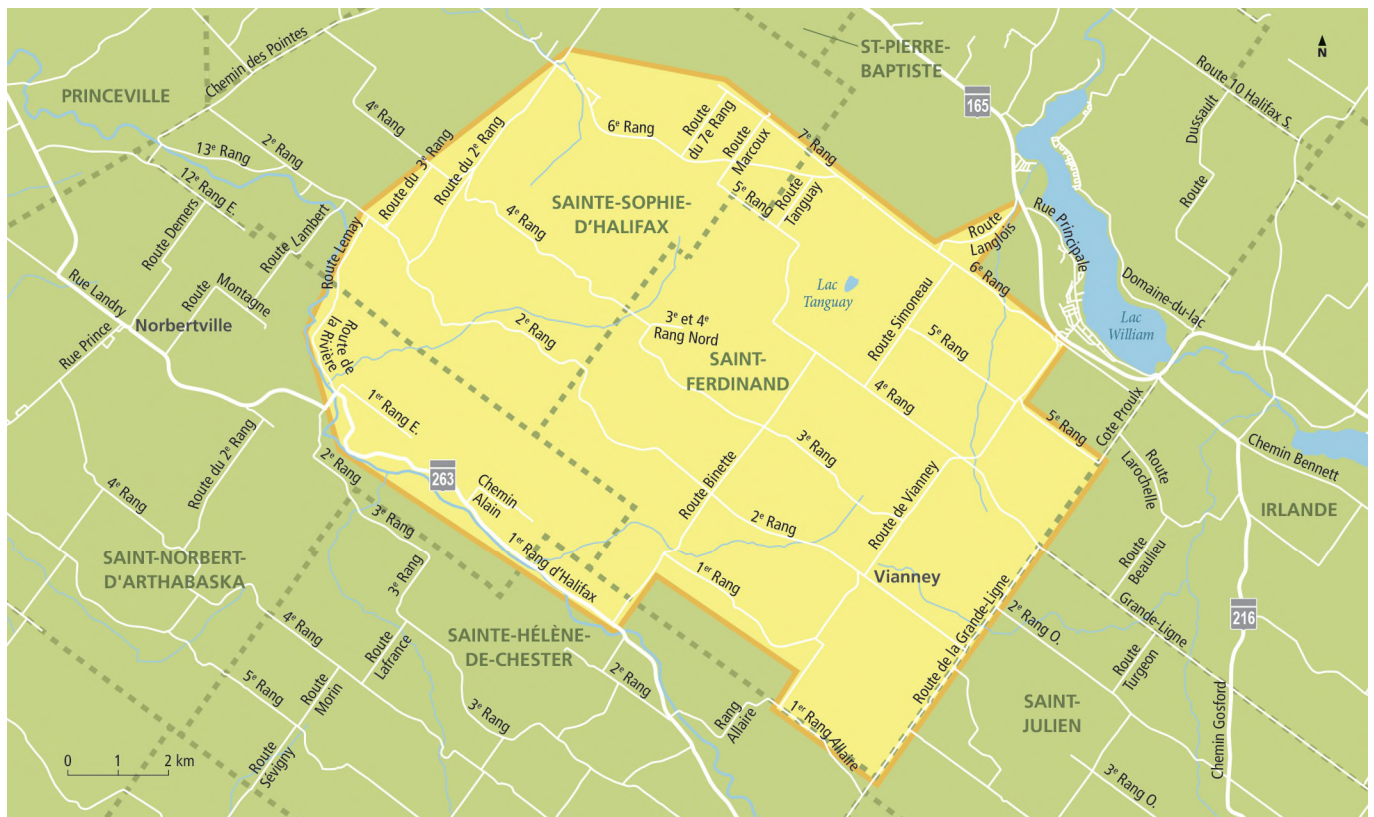 ST-PIERRE-
BAPTISTE
N
Chemin des Pointes
PRINCEVILLE
165
Route 10 Halifax S.
4e Rang
6e Rang
Route
du 7e Rang
Route
Marcoux
7e Rang
Dussault
Route
13e Rang
2e Rang
12e Rang E.
Route du 3e Rang
Route du 2e Rang
5e Rang
Route
Tanguay
SAINTE-SOPHIE-
D'HALIFAX
4e Rang
Route Demers
Route Lambert
Route Lemay
Rue Principale
Route
Langlois
6e Rang
Domaine-du-lac
Lac
Tanguay
Lac
William
Rue Landry
Route
Montagne
Norbertville
Rue Prince
Route de
la Rivière
2e Rang
3e et 4e
Rang Nord
SAINT-
FERDINAND
Route Simoneau
5e Rang
4e Rang
1er Rang E.
5e Rang
Cote Proulx
Route
Larochelle
Chemin Bennett
IRLANDE
Route du 2e Rang
2e Rang
263
Chemin
Alain
Route Binette
3e Rang
Route de Vianney
2e Rang
4e Rang
3e Rang
SAINT-NORBERT-
D'ARTHABASKA
1er Rang d'Halifax
1er Rang
Vianney
Route
Beaulieu
Grande-Ligne
216
3e Rang
4e Rang
Route
Lafrance
SAINTE-HÉLÈNE-
DE-CHESTER
2e Rang
Route de la Grande-Ligne
2e Rang O.
Route
Turgeon
SAINT-
JULIEN
5e Rang
Route
Morin
3e Rang
Rang
Allaire
1er Rang Allaire
Route
Sévigny
Chemin Gosford
3e Rang O.
0 1 2 km